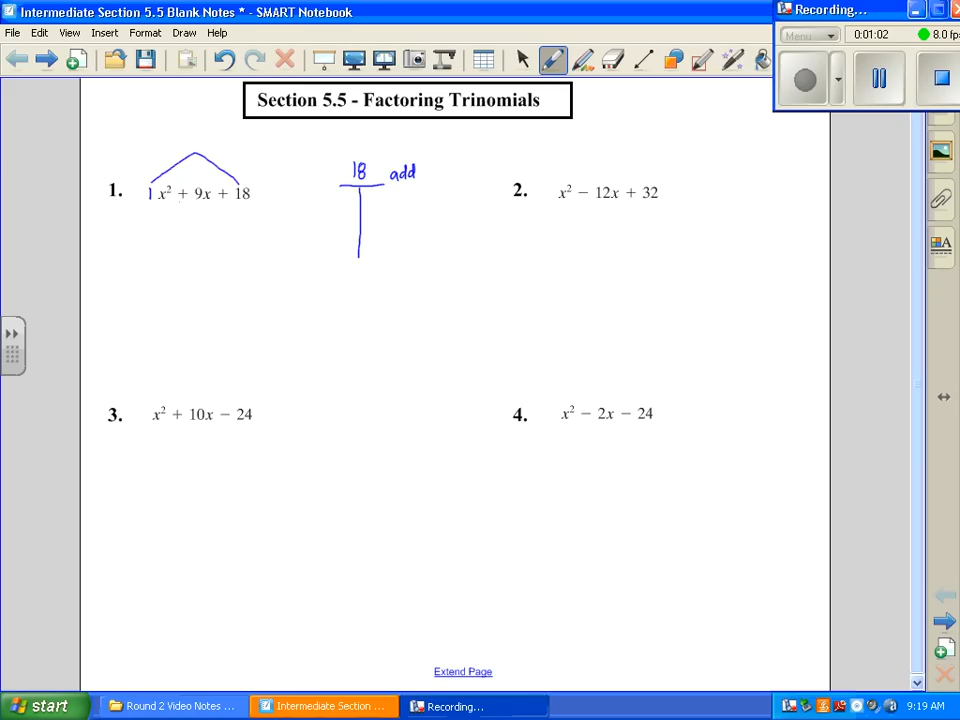 Intermediate Section 5.5 Blank Notes * - SMART Notebook
Recording...
File Edit View Insert Format Draw Help
Menu
0:01:02
8.0 fps
Section 5.5 - Factoring Trinomials
18 add
1. 1x² + 9x + 18
2. x² − 12x + 32
3. x² + 10x − 24
4. x² − 2x − 24
Extend Page
start
Round 2 Video Notes ...
Intermediate Section ...
Recording...
9:19 AM